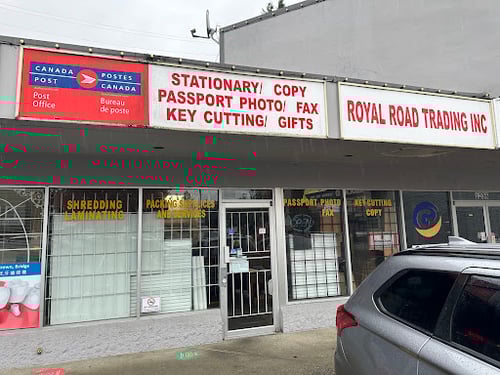 CANADA POST
POSTES CANADA
Post Office
Bureau de poste
STATIONARY/ COPY
PASSPORT PHOTO/ FAX
KEY CUTTING/ GIFTS
ROYAL ROAD TRADING INC
SHREDDING
LAMINATING
PACKING SUPPLIES
AND SERVICES
PASSPORT PHOTO
FAX
KEY CUTTING
COPY